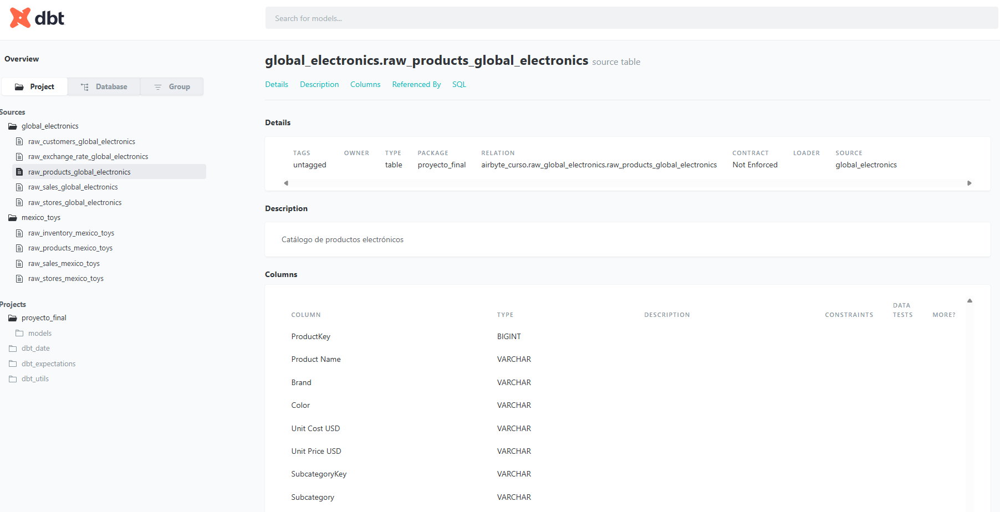 dbt
Search for models...
Overview
Project
Database
Group
Sources
global_electronics
raw_customers_global_electronics
raw_exchange_rate_global_electronics
raw_products_global_electronics
raw_sales_global_electronics
raw_stores_global_electronics
mexico_toys
raw_inventory_mexico_toys
raw_products_mexico_toys
raw_sales_mexico_toys
raw_stores_mexico_toys
Projects
proyecto_final
models
dbt_date
dbt_expectations
dbt_utils
global_electronics.raw_products_global_electronics source table
Details Description Columns Referenced By SQL
Details
TAGS OWNER TYPE PACKAGE RELATION CONTRACT LOADER SOURCE
untagged table proyecto_final airbyte_curso.raw_global_electronics.raw_products_global_electronics Not Enforced global_electronics
Description
Catálogo de productos electrónicos
Columns
COLUMN TYPE DESCRIPTION CONSTRAINTS DATA TESTS MORE?
ProductKey BIGINT
Product Name VARCHAR
Brand VARCHAR
Color VARCHAR
Unit Cost USD VARCHAR
Unit Price USD VARCHAR
SubcategoryKey VARCHAR
Subcategory VARCHAR